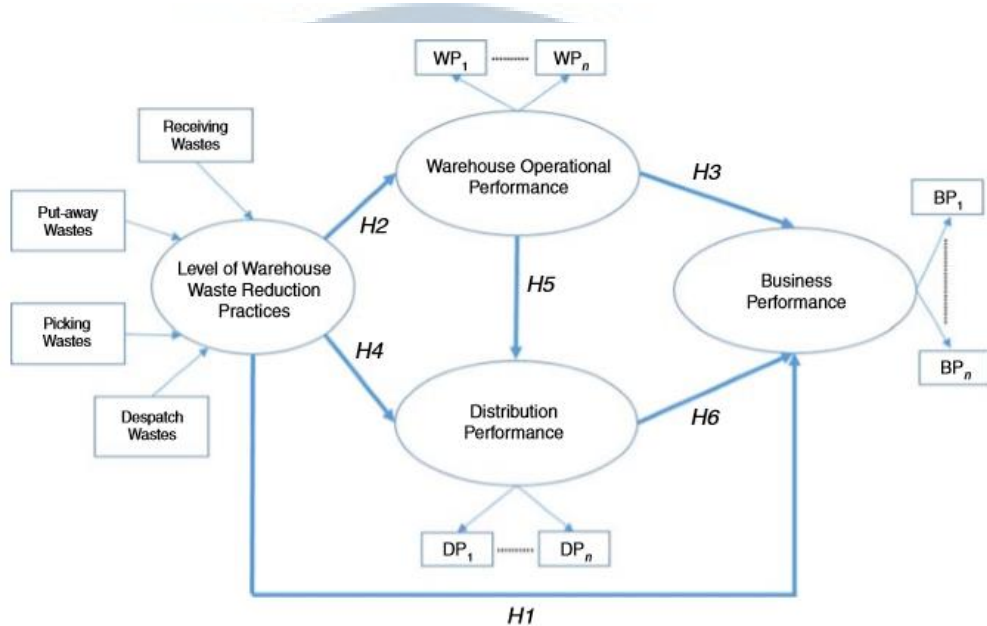 WP1 WPn
Receiving
Wastes
Warehouse Operational
Performance
H3
Put-away
Wastes
H2
BP1
Level of Warehouse
Waste Reduction
Practices
H5
Business
Performance
Picking
Wastes
H4
BPn
Despatch
Wastes
Distribution
Performance
H6
DP1 DPn
H1